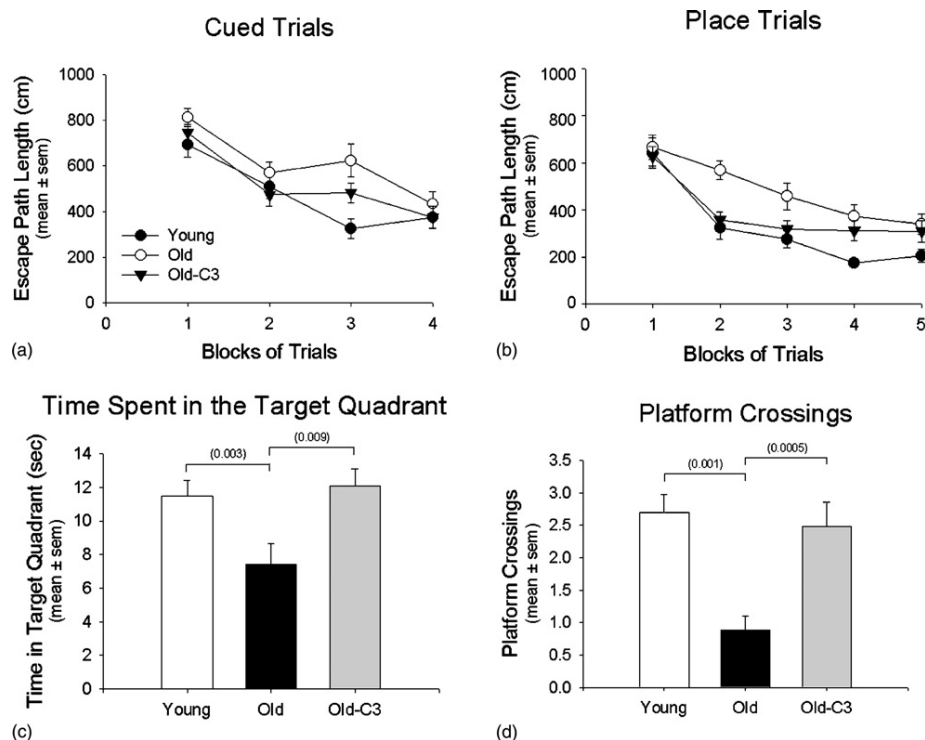 Cued Trials
Escape Path Length (cm)
(mean ± sem)
1000
800
600
400
200
0
Young
Old
Old-C3
0 1 2 3 4
Blocks of Trials
(a)
Place Trials
Escape Path Length (cm)
(mean ± sem)
1000
800
600
400
200
0
0 1 2 3 4 5
Blocks of Trials
(b)
Time Spent in the Target Quadrant
Time in Target Quadrant (sec)
(mean ± sem)
14
12
10
8
6
4
2
0
(0.003)
(0.009)
Young Old Old-C3
(c)
Platform Crossings
Platform Crossings
(mean ± sem)
3.5
3.0
2.5
2.0
1.5
1.0
0.5
0.0
(0.001)
(0.0005)
Young Old Old-C3
(d)